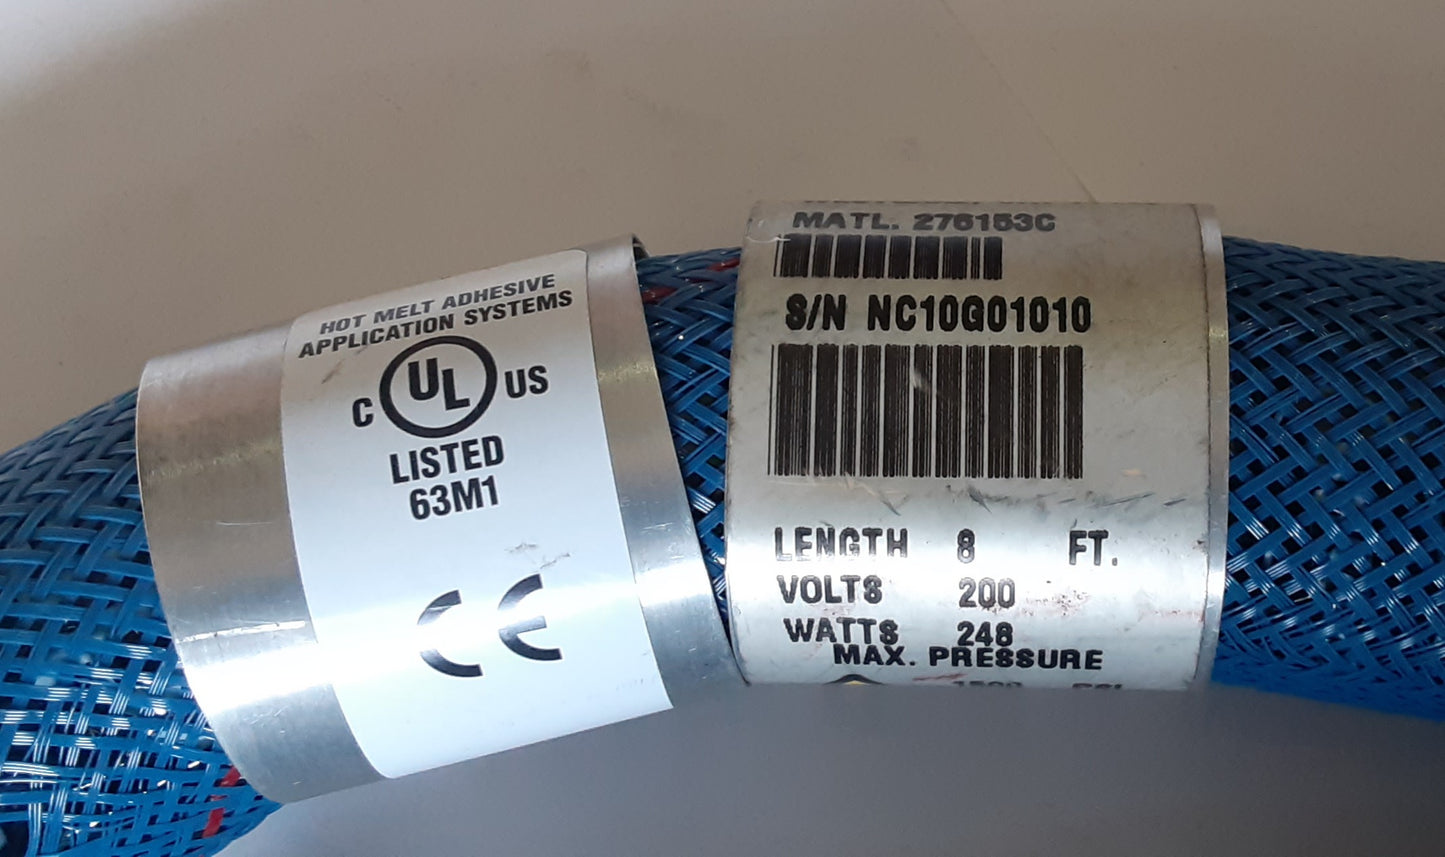 HOT MELT ADHESIVE
APPLICATION SYSTEMS
C UL US
LISTED
63M1
CE
MATL. 276153C
S/N NC10G01010
LENGTH 8 FT.
VOLTS 200
WATTS 248
MAX. PRESSURE